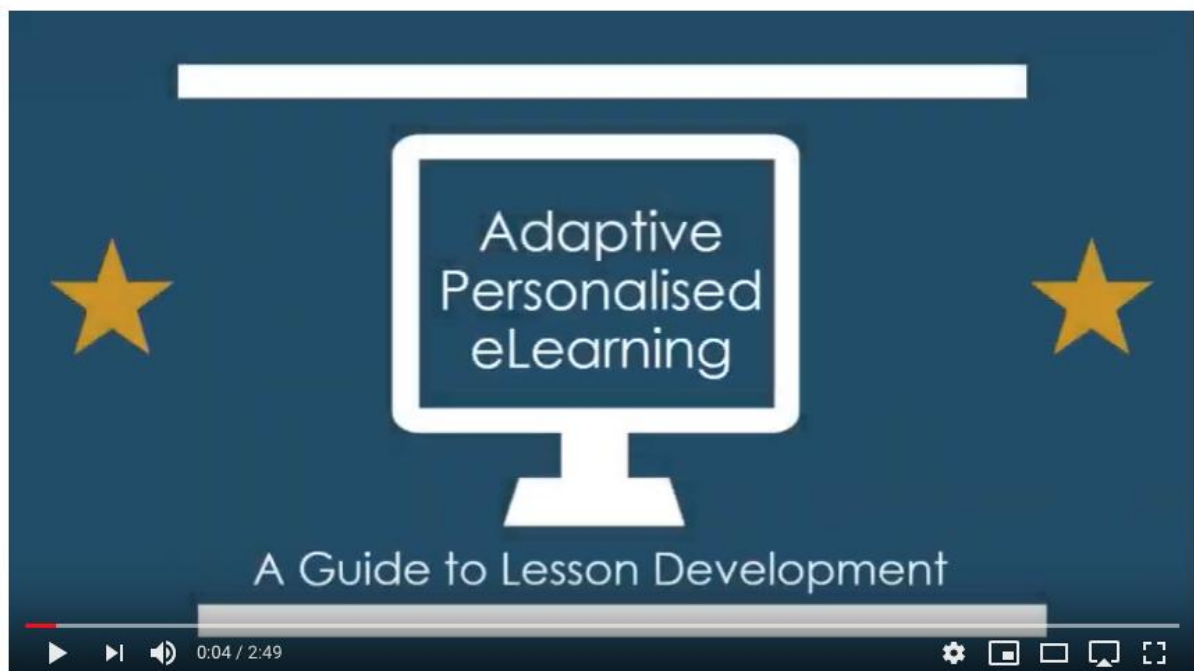 Adaptive
Personalised
eLearning
A Guide to Lesson Development
0:04 / 2:49